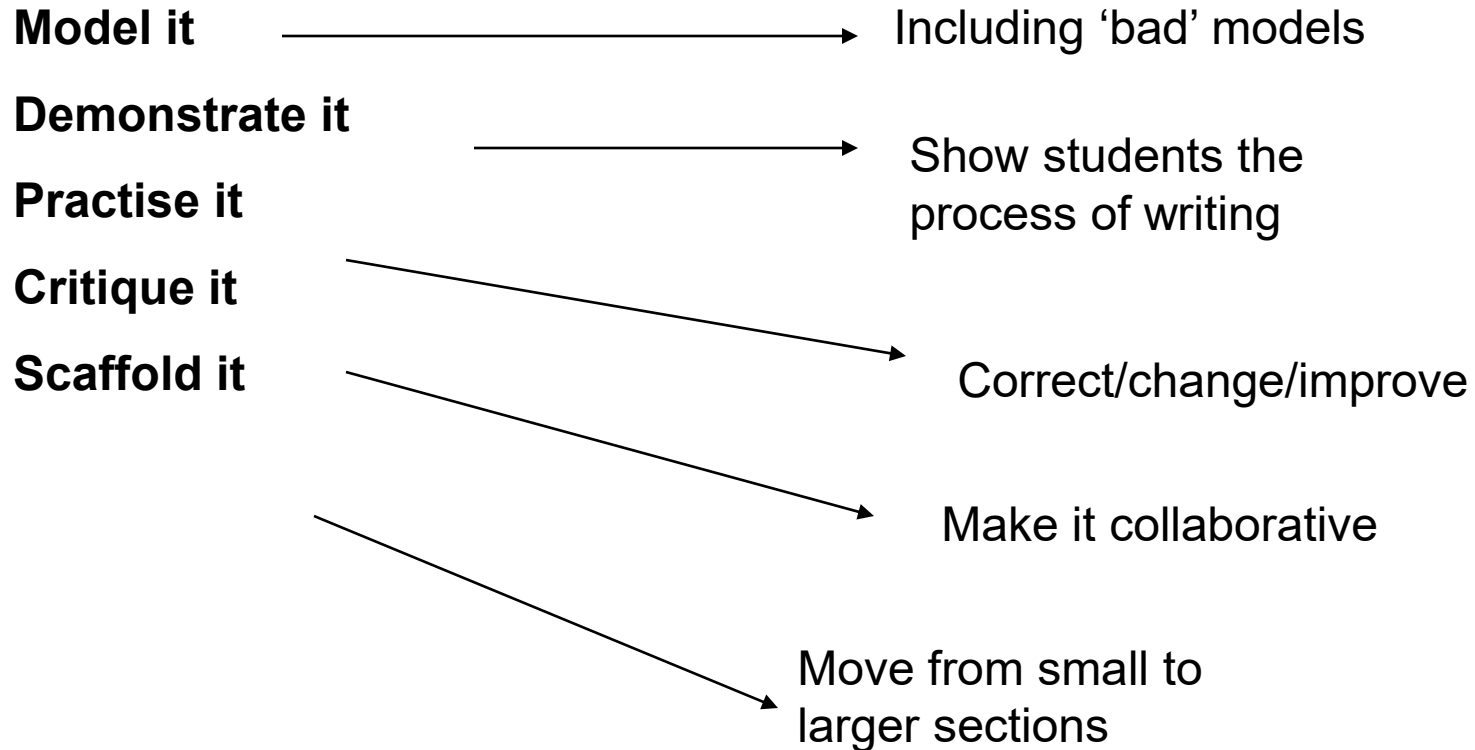 Model it
Including ‘bad’ models
Demonstrate it
Show students the
process of writing
Practise it
Critique it
Correct/change/improve
Scaffold it
Make it collaborative
Move from small to
larger sections